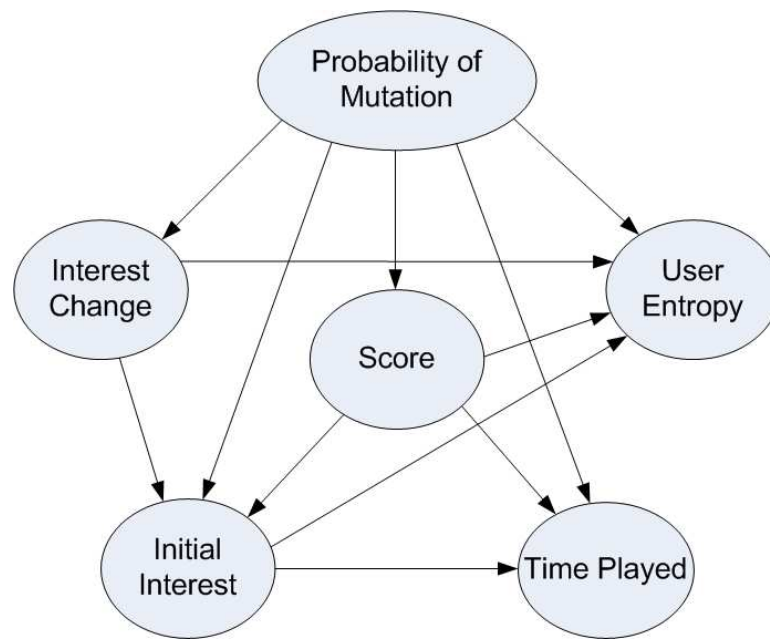 Probability of
Mutation
Interest
Change
User
Entropy
Score
Initial
Interest
Time Played